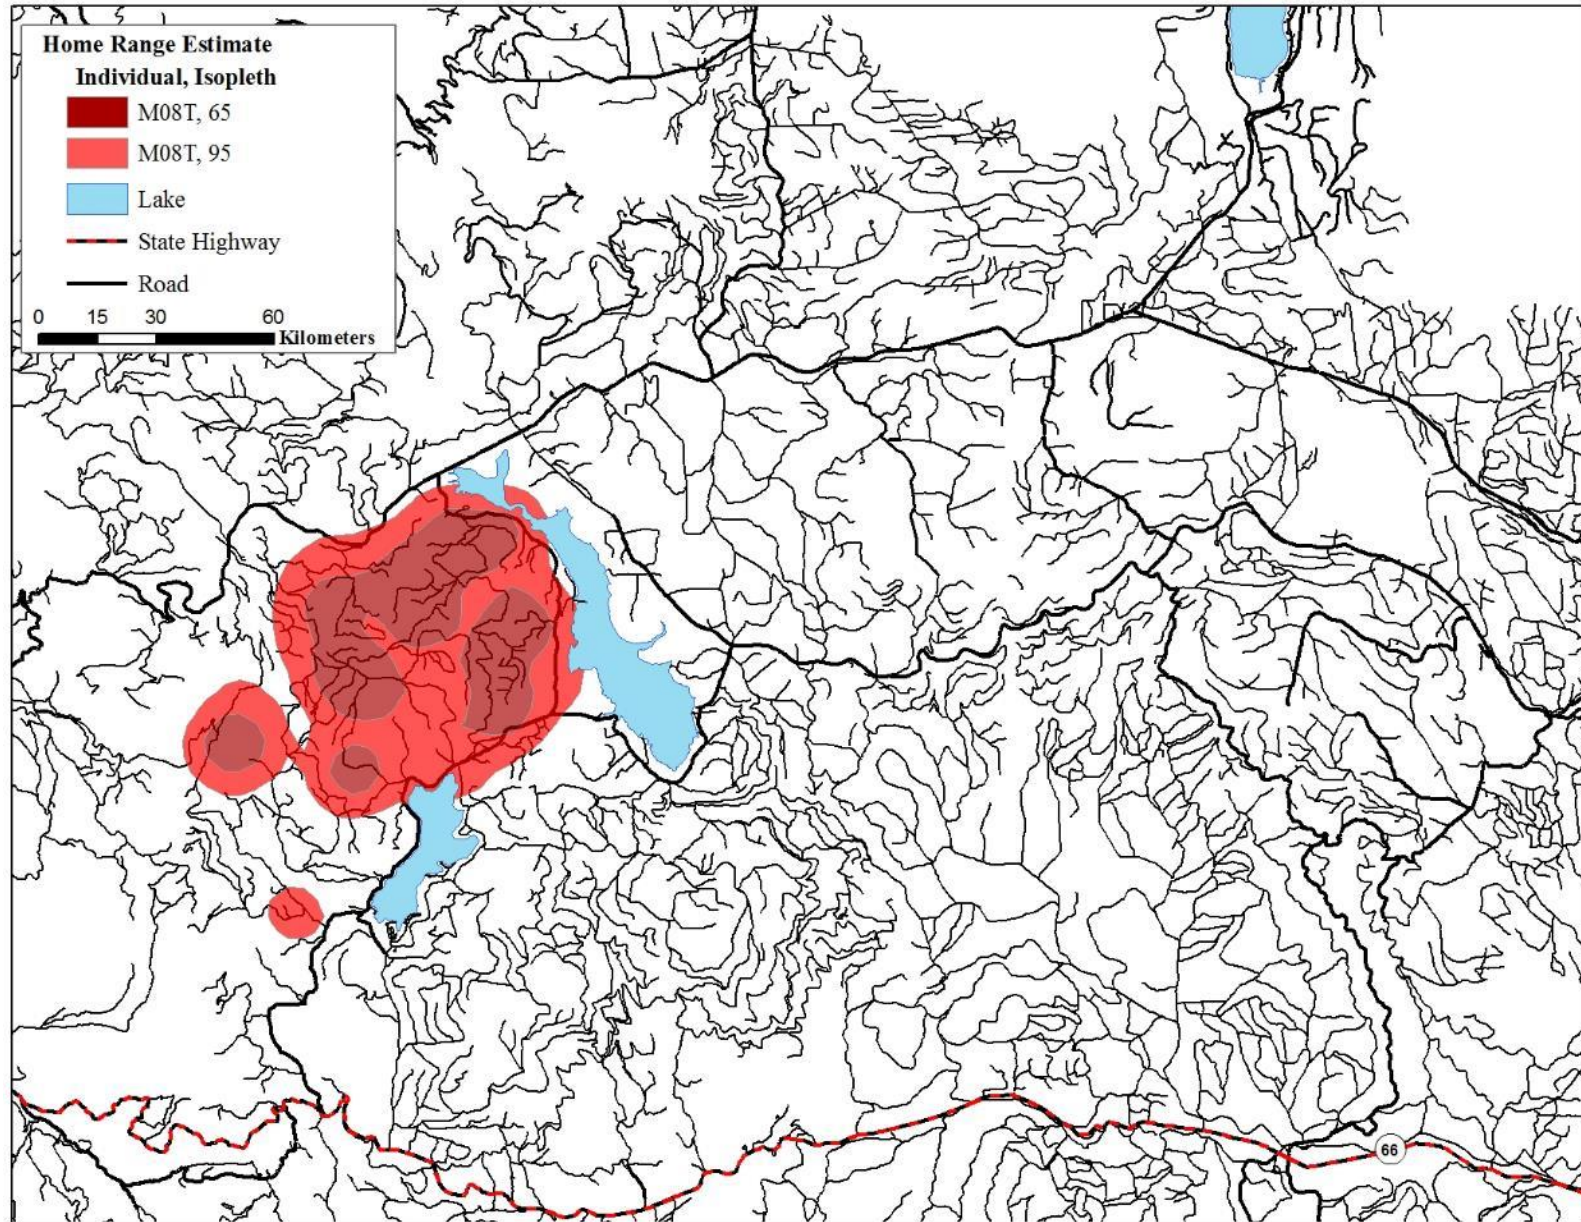 Home Range Estimate
Individual, Isopleth
M08T, 65
M08T, 95
Lake
State Highway
Road
0 15 30 60
Kilometers
66